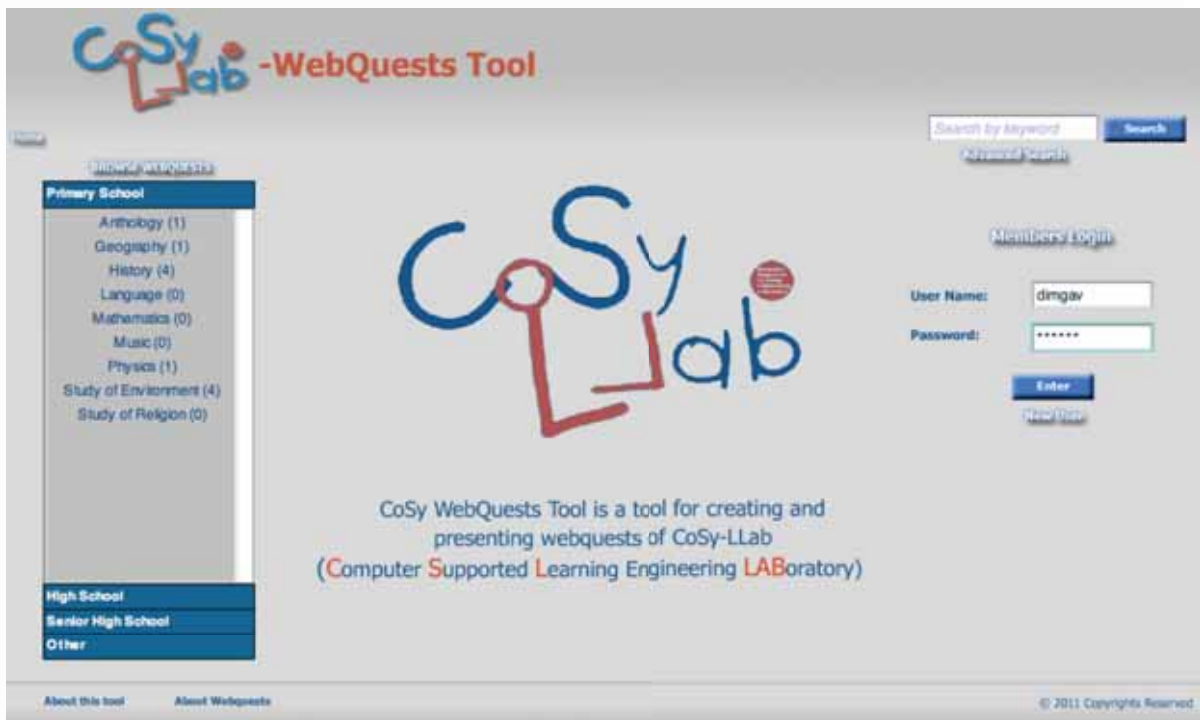 CoSy LLab -WebQuests Tool
Home
Search by keyword Search
Advanced Search
BROWSE WEBQUESTS
Primary School
Anthology (1)
Geography (1)
History (4)
Language (0)
Mathematics (0)
Music (0)
Physics (1)
Study of Environment (4)
Study of Religion (0)
High School
Senior High School
Other
CoSy LLab
CoSy WebQuests Tool is a tool for creating and
presenting webquests of CoSy-LLab
(Computer Supported Learning Engineering LABoratory)
Members Login
User Name: dimgav
Password: ••••••
Enter
New User
About this tool About Webquests © 2011 Copyrights Reserved